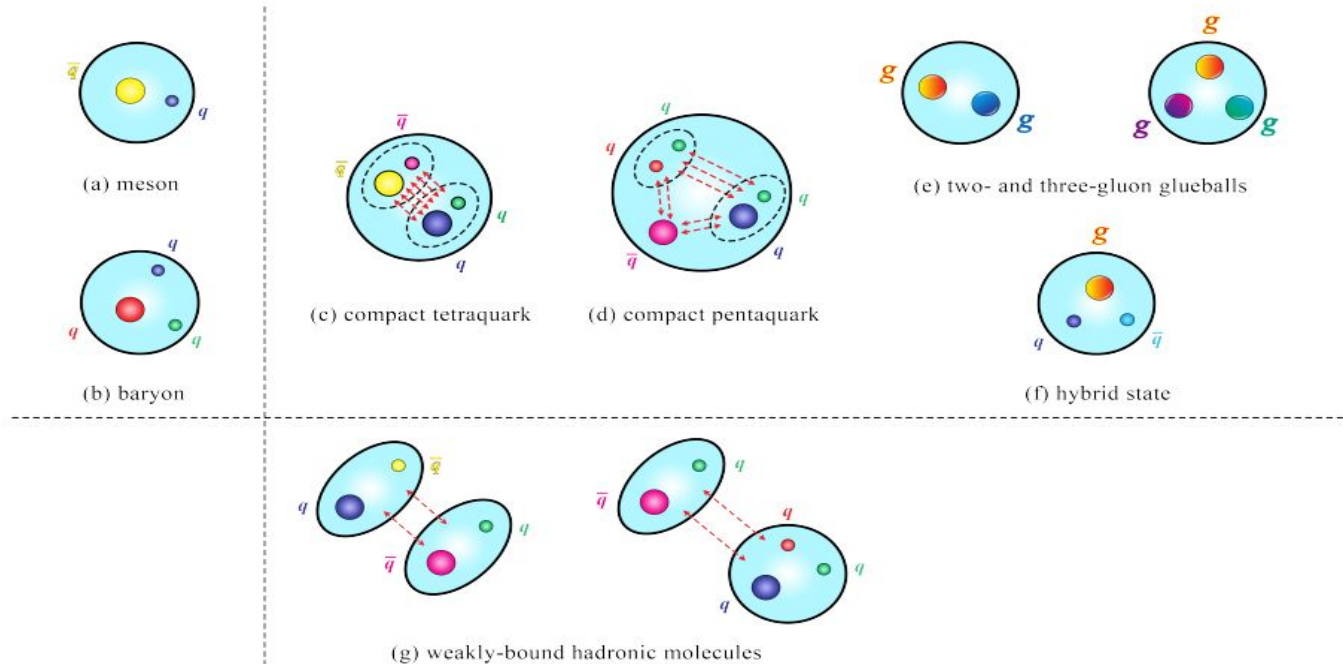 q̄
q
(a) meson
q
q
q
(b) baryon
q̄
q̄
q
q
(c) compact tetraquark
q
q
q
q̄
q
(d) compact pentaquark
g
g
g
g
g
(e) two- and three-gluon glueballs
g
q
q̄
(f) hybrid state
q̄
q
q
q̄
q
q̄
q
q
q
(g) weakly-bound hadronic molecules